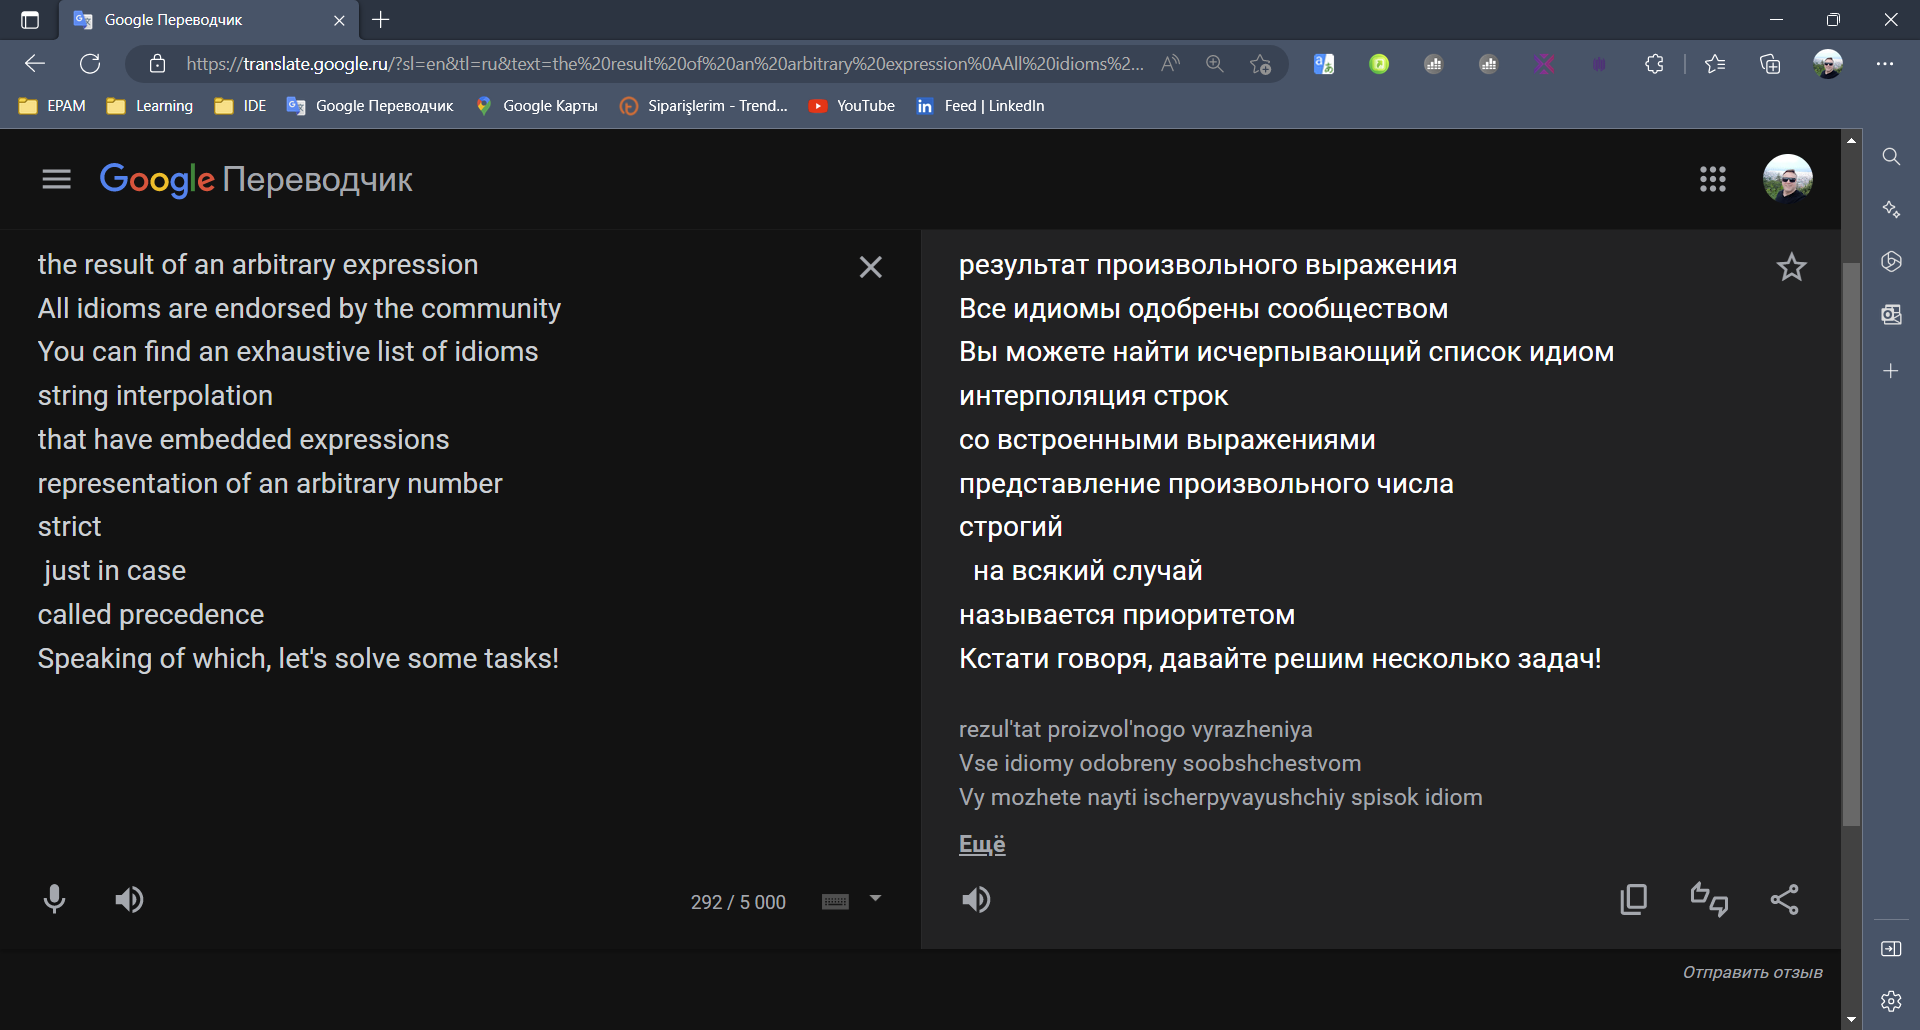 Google Переводчик
https://translate.google.ru/?sl=en&tl=ru&text=the%20result%20of%20an%20arbitrary%20expression%0AAll%20idioms%2...
EPAM Learning IDE Google Переводчик Google Карты Siparişlerim - Trend... YouTube Feed | LinkedIn
Google Переводчик
the result of an arbitrary expression
All idioms are endorsed by the community
You can find an exhaustive list of idioms
string interpolation
that have embedded expressions
representation of an arbitrary number
strict
just in case
called precedence
Speaking of which, let's solve some tasks!
292 / 5 000
результат произвольного выражения
Все идиомы одобрены сообществом
Вы можете найти исчерпывающий список идиом
интерполяция строк
со встроенными выражениями
представление произвольного числа
строгий
на всякий случай
называется приоритетом
Кстати говоря, давайте решим несколько задач!
rezul'tat proizvol'nogo vyrazheniya
Vse idiomy odobreny soobshchestvom
Vy mozhete nayti ischerpyvayushchiy spisok idiom
Ещё
Отправить отзыв